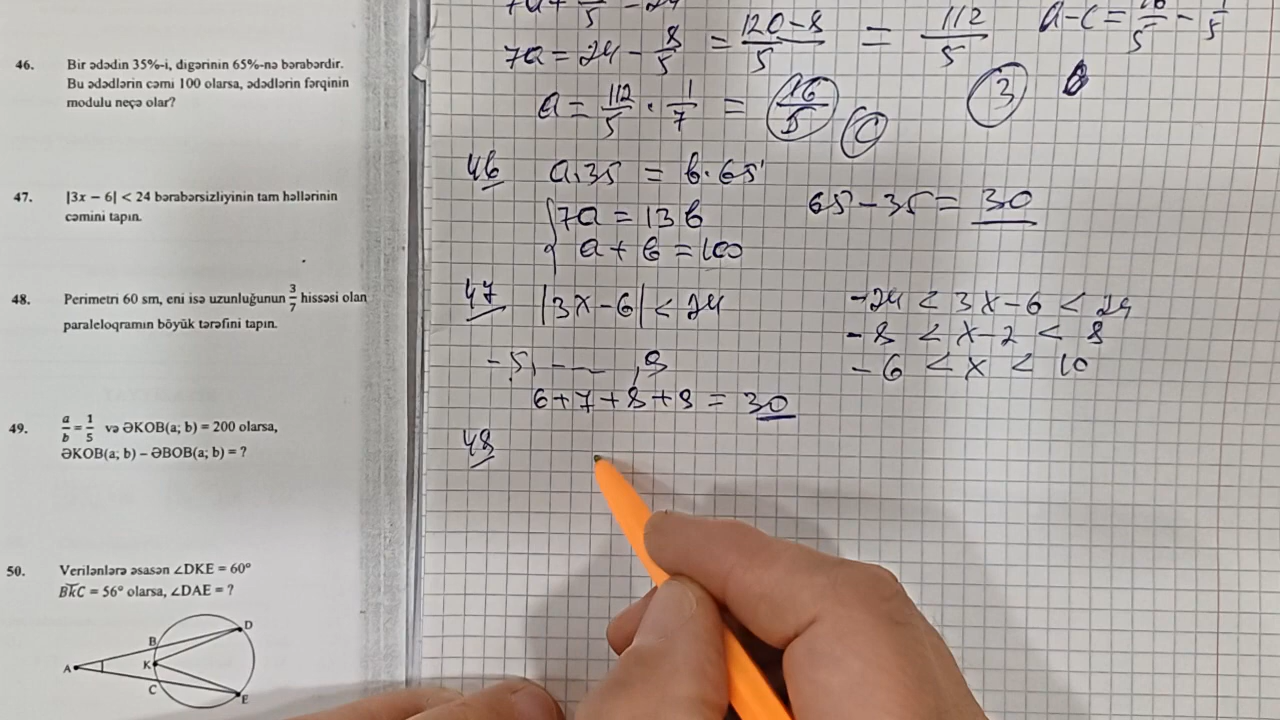 46. Bir ədədin 35%-i, digərinin 65%-nə bərabərdir.
Bu ədədlərin cəmi 100 olarsa, ədədlərin fərqinin
modulu neçə olar?
47. |3x − 6| < 24 bərabərsizliyinin tam həllərinin
cəmini tapın.
48. Perimetri 60 sm, eni isə uzunluğunun 3/7 hissəsi olan
paraleloqramın böyük tərəfini tapın.
49. a/b = 1/5 və ƏKOB(a; b) = 200 olarsa,
ƏKOB(a; b) – ƏBOB(a; b) = ?
50. Verilənlərə əsasən ∠DKE = 60°
BkC = 56° olarsa, ∠DAE = ?
A
B
K
C
D
E
7a = 24 − 8/5 = 120−8/5 = 112/5
a = 112/5 · 1/7 = 16/5 C
3
46 a·35 = b·65
7a = 13b
a + b = 100
65−35 = 30
47 |3x−6| < 24
−24 < 3x−6 < 24
−8 < x−2 < 8
−6 < x < 10
−5, ... , 9
6+7+8+9 = 30
48